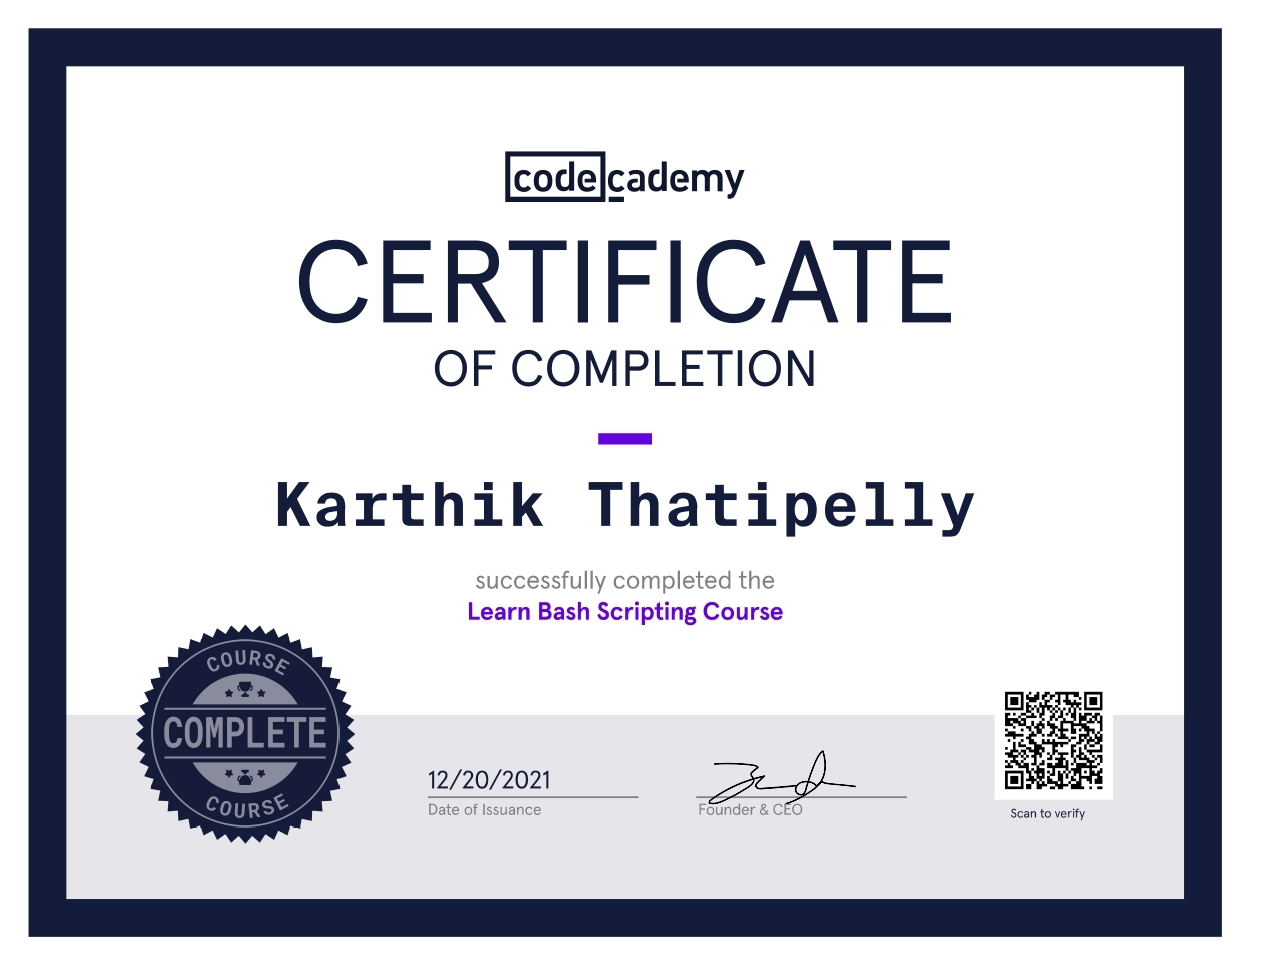 codecademy
CERTIFICATE
OF COMPLETION
Karthik Thatipelly
successfully completed the
Learn Bash Scripting Course
COURSE
COMPLETE
COURSE
12/20/2021
Date of Issuance
Founder & CEO
Scan to verify